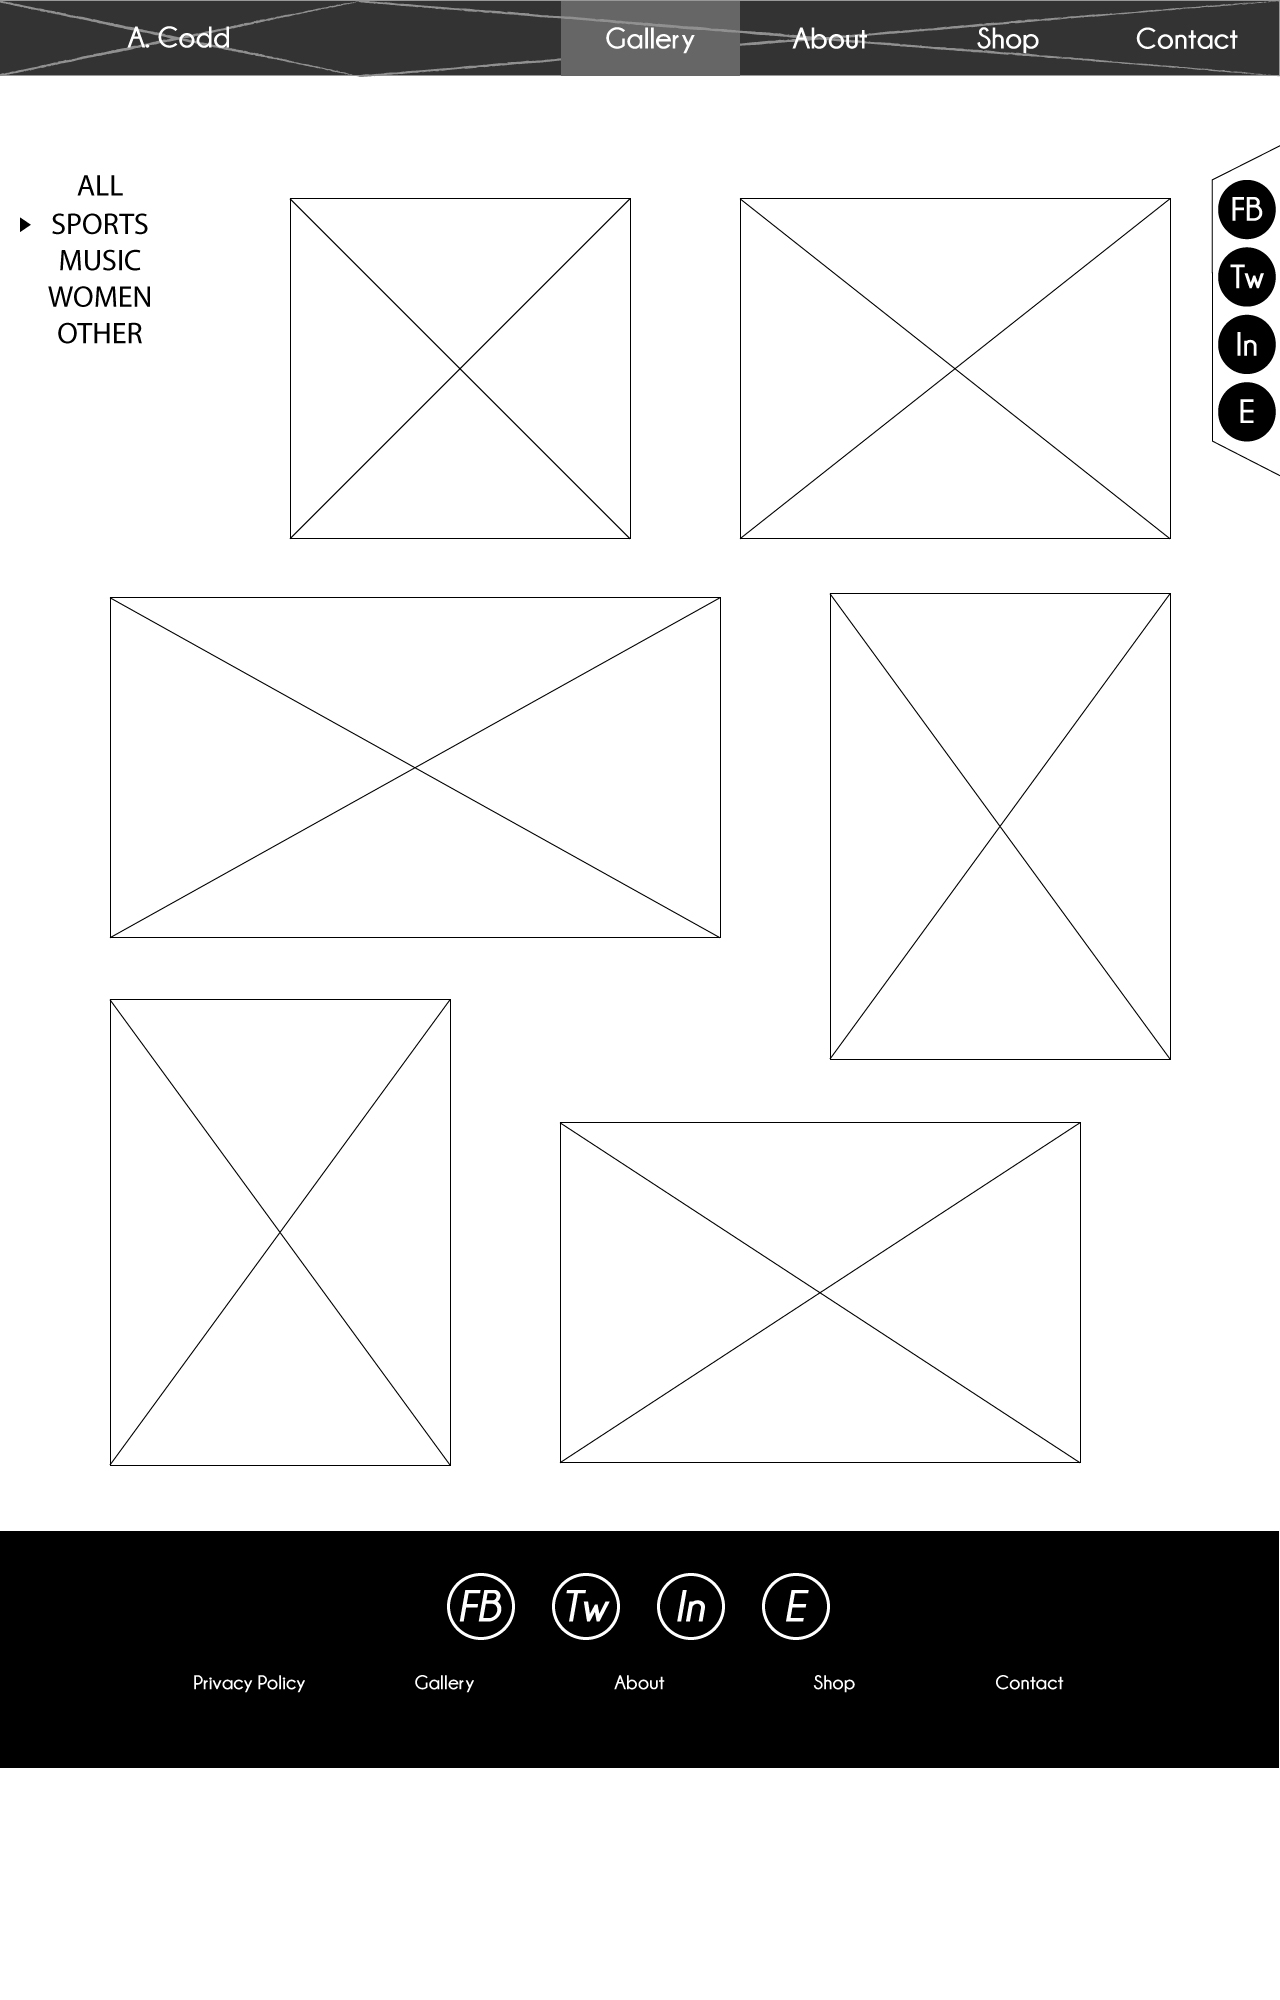 A. Codd Gallery About Shop Contact
ALL
SPORTS
MUSIC
WOMEN
OTHER
FB
Tw
In
E
FB Tw In E
Privacy Policy Gallery About Shop Contact